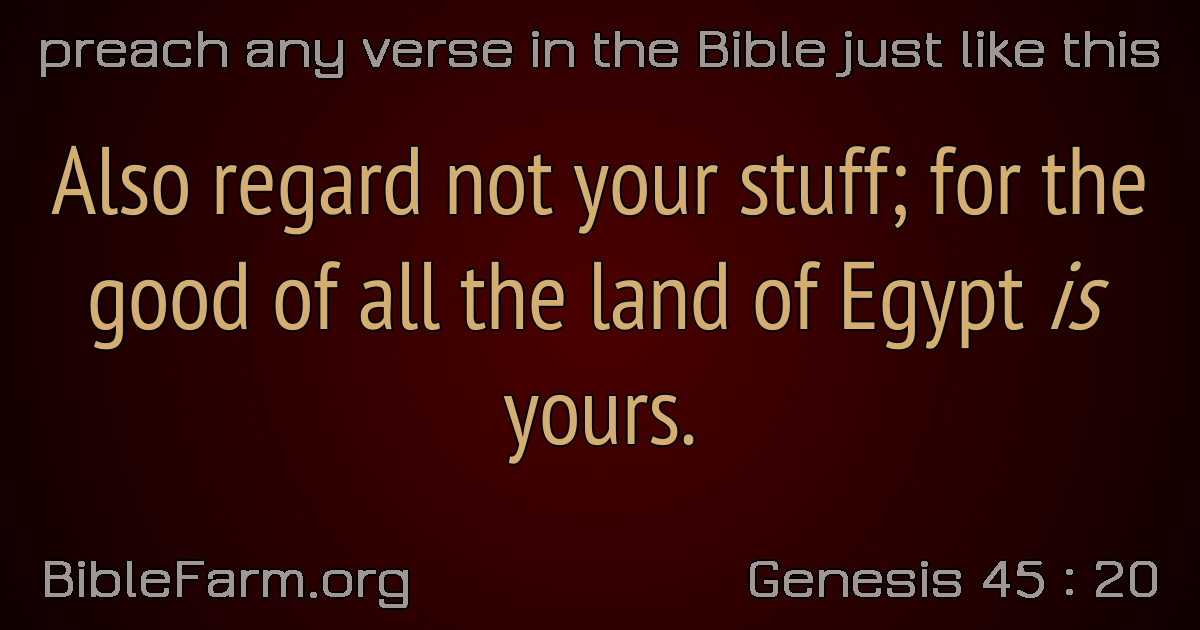 preach any verse in the Bible just like this
Also regard not your stuff; for the
good of all the land of Egypt is
yours.
BibleFarm.org
Genesis 45 : 20